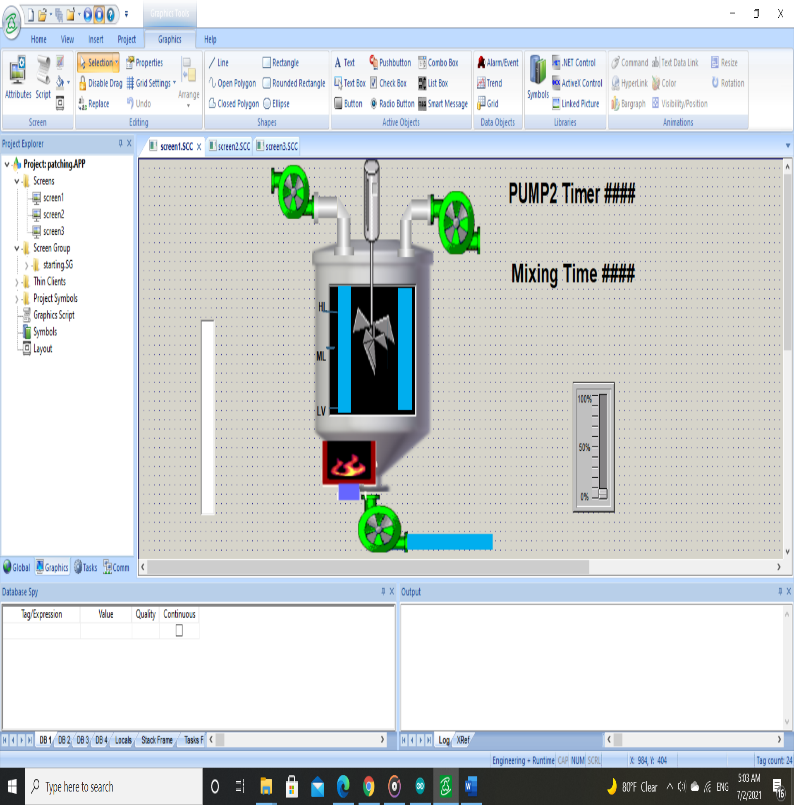 Graphics Tools
Home View Insert Project Graphics Help
Selection Properties Line Rectangle A Text Pushbutton Combo Box Alarm/Event .NET Control Command Text Data Link Resize
Attributes Script Disable Drag Grid Settings Arrange Open Polygon Rounded Rectangle Text Box Check Box List Box Trend Symbols ActiveX Control HyperLink Color Rotation
Replace Undo Closed Polygon Ellipse Button Radio Button Smart Message Grid Linked Picture Bargraph Visibility/Position
Screen Editing Shapes Active Objects Data Objects Libraries Animations
Project Explorer
screen1.SCC screen2.SCC screen3.SCC
Project: patching.APP
Screens
screen1
screen2
screen3
Screen Group
starting.SG
Thin Clients
Project Symbols
Graphics Script
Symbols
Layout
PUMP2 Timer ####
Mixing Time ####
HL
ML
LV
100%
50%
0%
Global Graphics Tasks Comm
Database Spy
Tag/Expression Value Quality Continuous
DB 1 DB 2 DB 3 DB 4 Locals Stack Frame Tasks F
Output
Log XRef
Engineering + Runtime CAP NUM SCRL X: 984, Y: 404 Tag count: 24
Type here to search
80°F Clear ENG
5:03 AM
7/2/2021
16